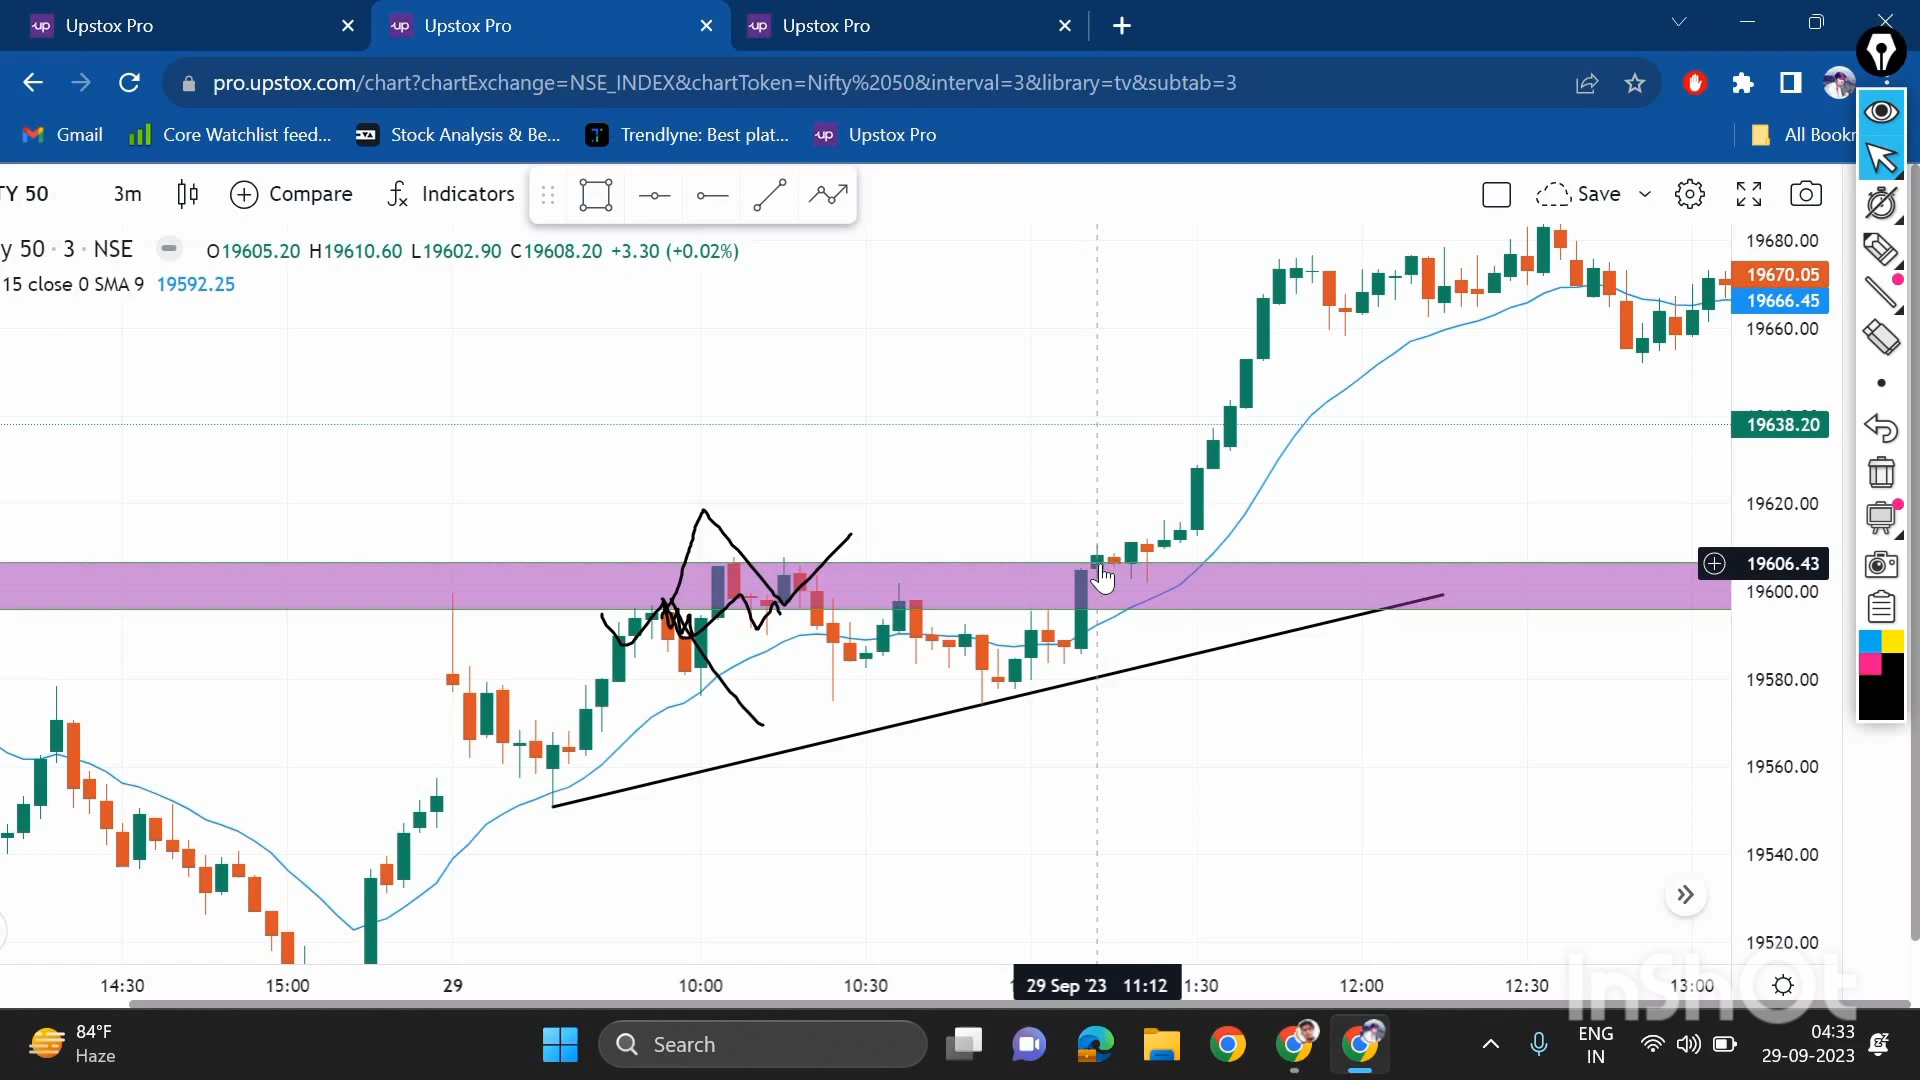 up Upstox Pro
up Upstox Pro
up Upstox Pro
pro.upstox.com/chart?chartExchange=NSE_INDEX&chartToken=Nifty%2050&interval=3&library=tv&subtab=3
Gmail
Core Watchlist feed...
Stock Analysis & Be...
Trendlyne: Best plat...
up Upstox Pro
All Bookr
TY 50
3m
Compare
Indicators
Save
y 50 · 3 · NSE
O19605.20 H19610.60 L19602.90 C19608.20 +3.30 (+0.02%)
15 close 0 SMA 9 19592.25
19680.00
19670.05
19666.45
19660.00
19638.20
19620.00
19606.43
19600.00
19580.00
19560.00
19540.00
19520.00
14:30
15:00
29
10:00
10:30
29 Sep '23 11:12
1:30
12:00
12:30
13:00
InShOt
84°F
Haze
Search
ENG
IN
04:33
29-09-2023